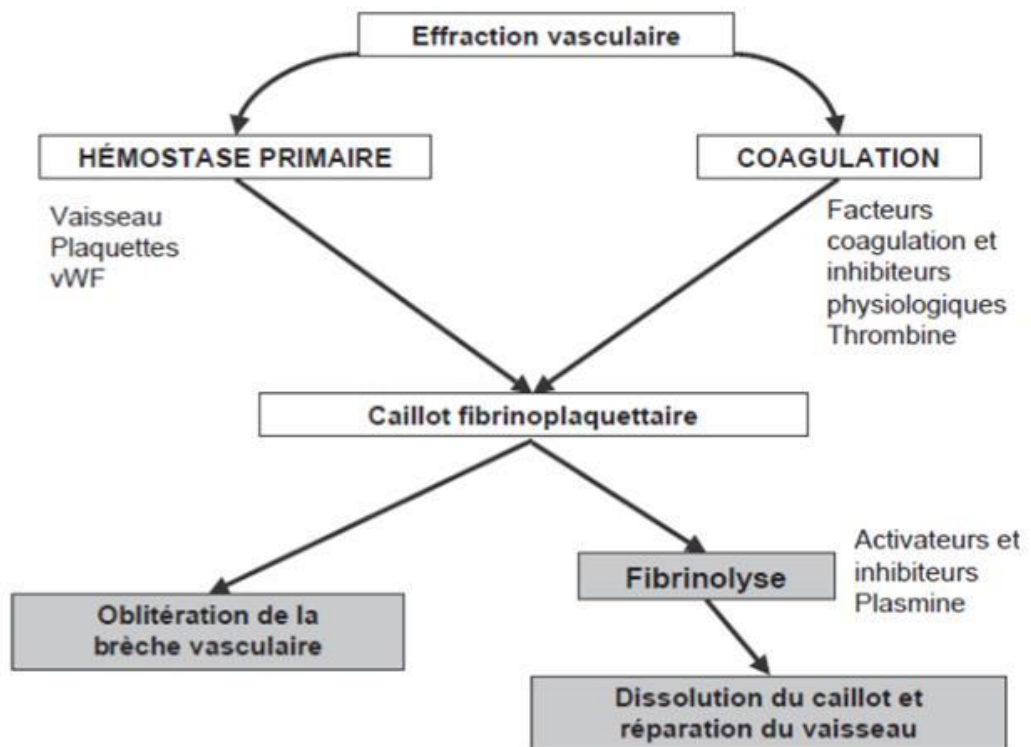 Effraction vasculaire
HÉMOSTASE PRIMAIRE
COAGULATION
Vaisseau
Plaquettes
vWF
Facteurs
coagulation et
inhibiteurs
physiologiques
Thrombine
Caillot fibrinoplaquettaire
Oblitération de la
brèche vasculaire
Fibrinolyse
Activateurs et
inhibiteurs
Plasmine
Dissolution du caillot et
réparation du vaisseau